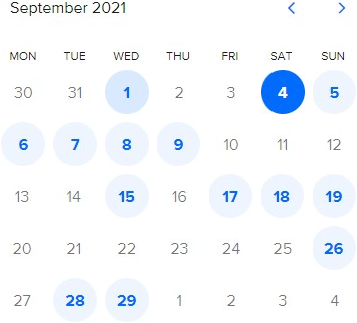 September 2021
MON TUE WED THU FRI SAT SUN
30 31 1 2 3 4 5
6 7 8 9 10 11 12
13 14 15 16 17 18 19
20 21 22 23 24 25 26
27 28 29 1 2 3 4